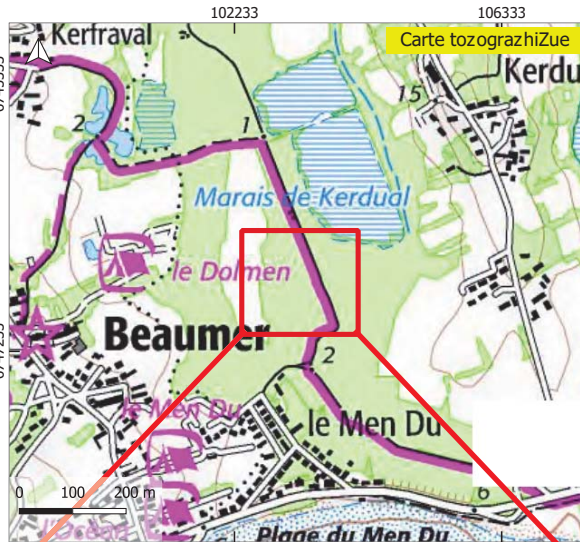 102233 106333
Carte tozograzhiZue
Kerfraval
Kerdu
15
2
1
Marais de Kerdual
le Dolmen
Beaumer
2
le Men Du
le Men Du
6
0 100 200 m
l'Océan
Plage du Men Du